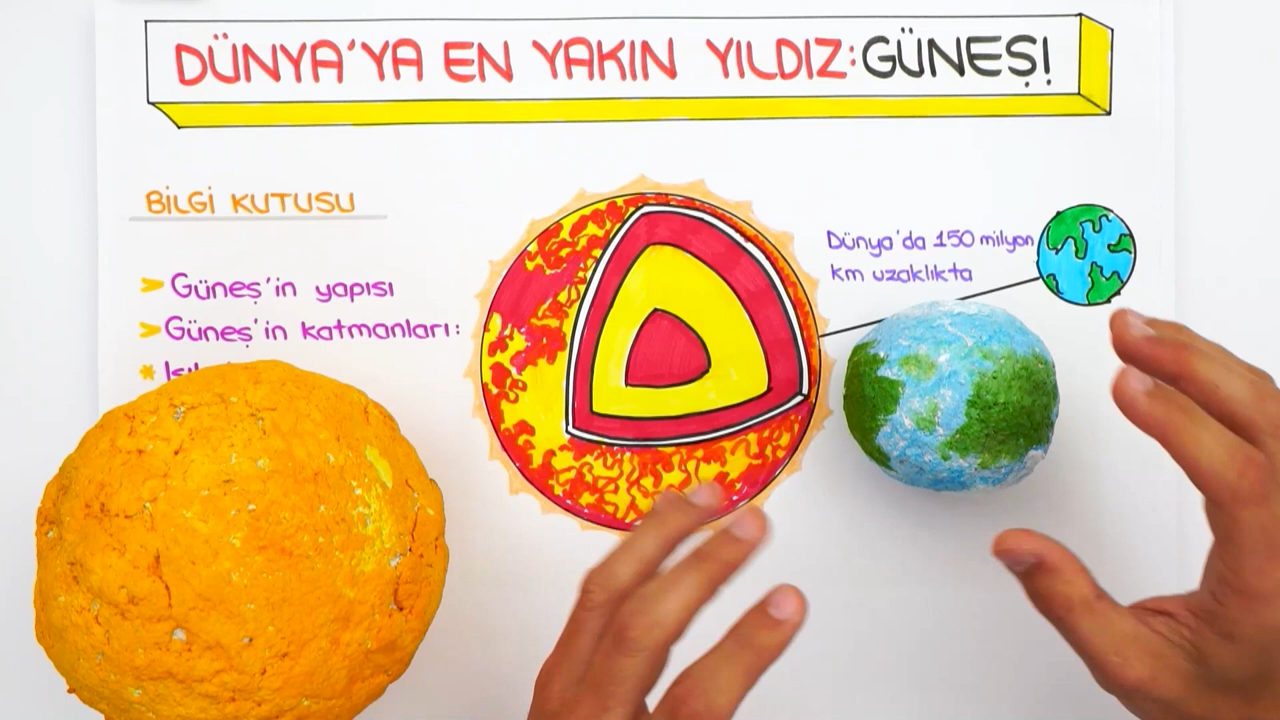 DÜNYA'YA EN YAKIN YILDIZ: GÜNEŞ!
BİLGİ KUTUSU
> Güneş'in yapısı
> Güneş'in katmanları:
Dünya'da 150 milyon
km uzaklıkta